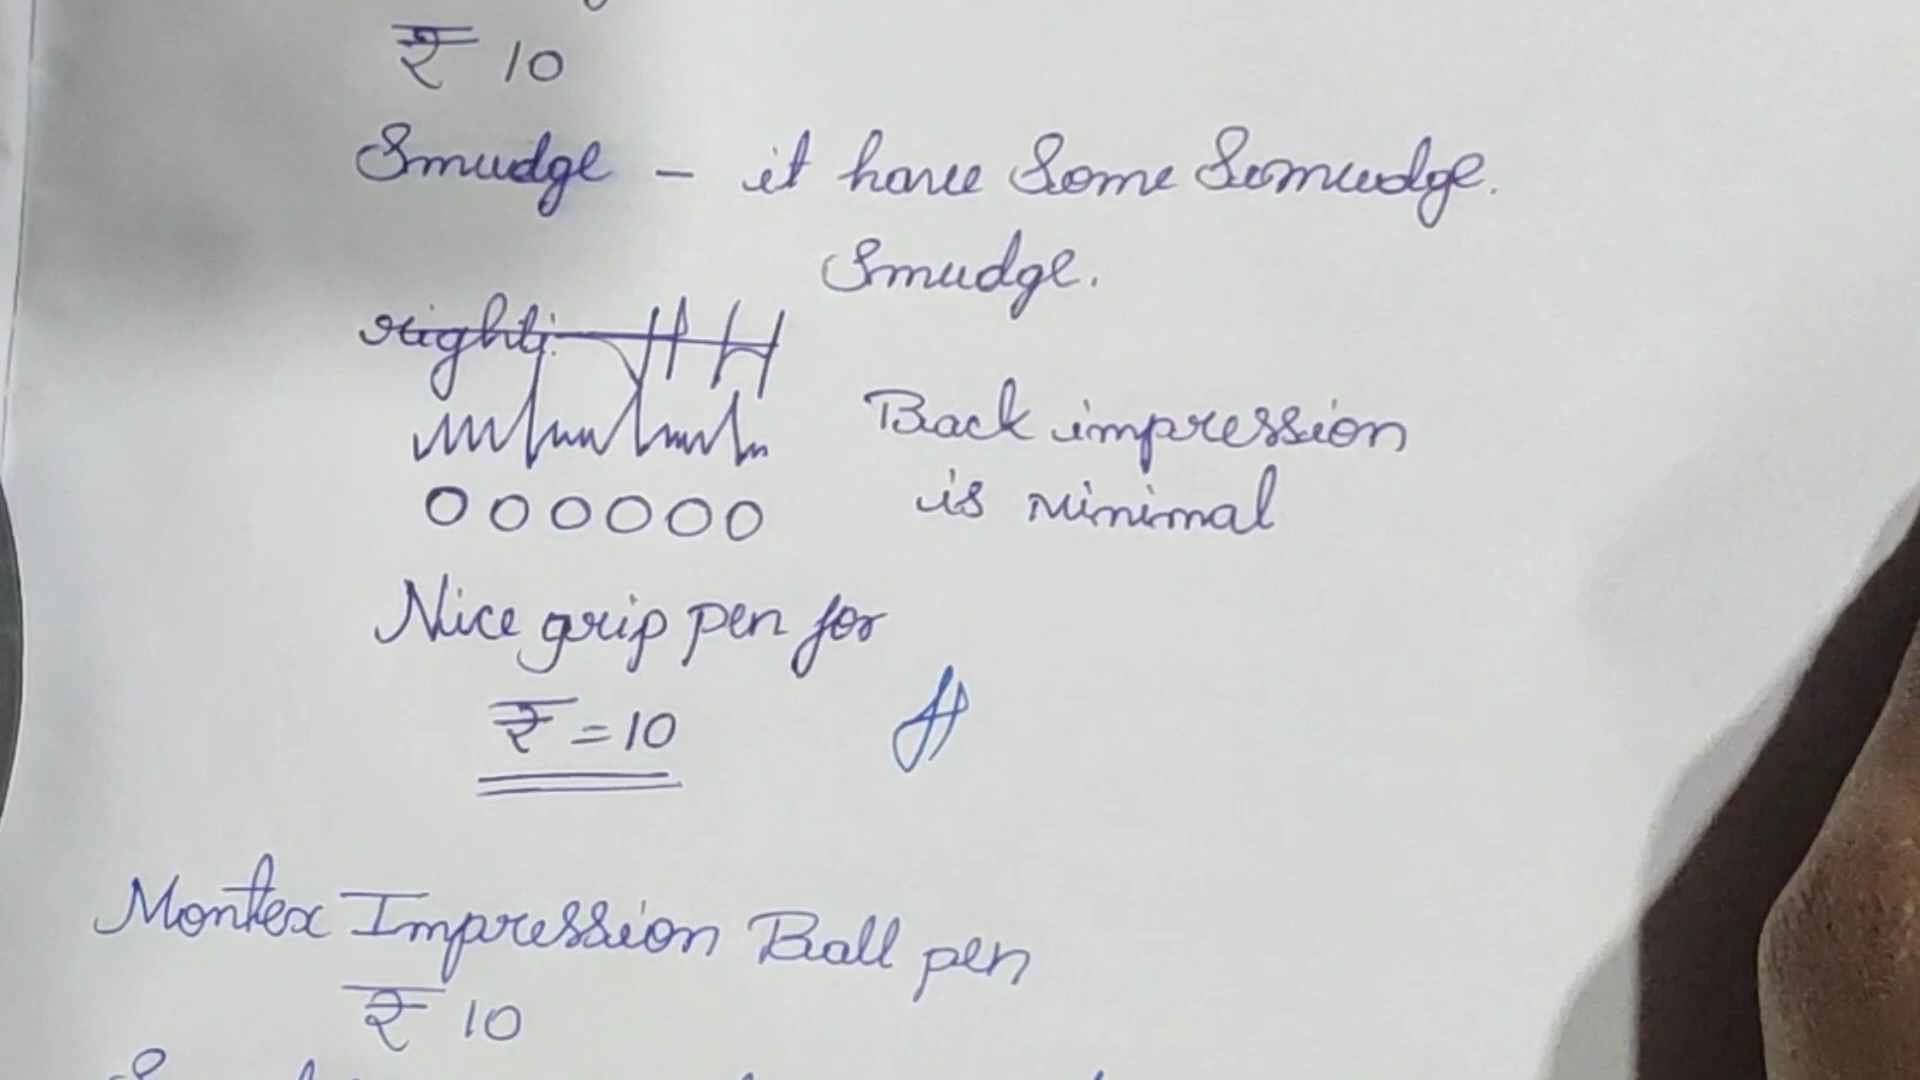 ₹ 10
Smudge - it have Some Somudge.
Smudge.
Back impression
is minimal
000000
Nice grip pen for
₹ = 10
Montex Impression Ball pen
₹ 10